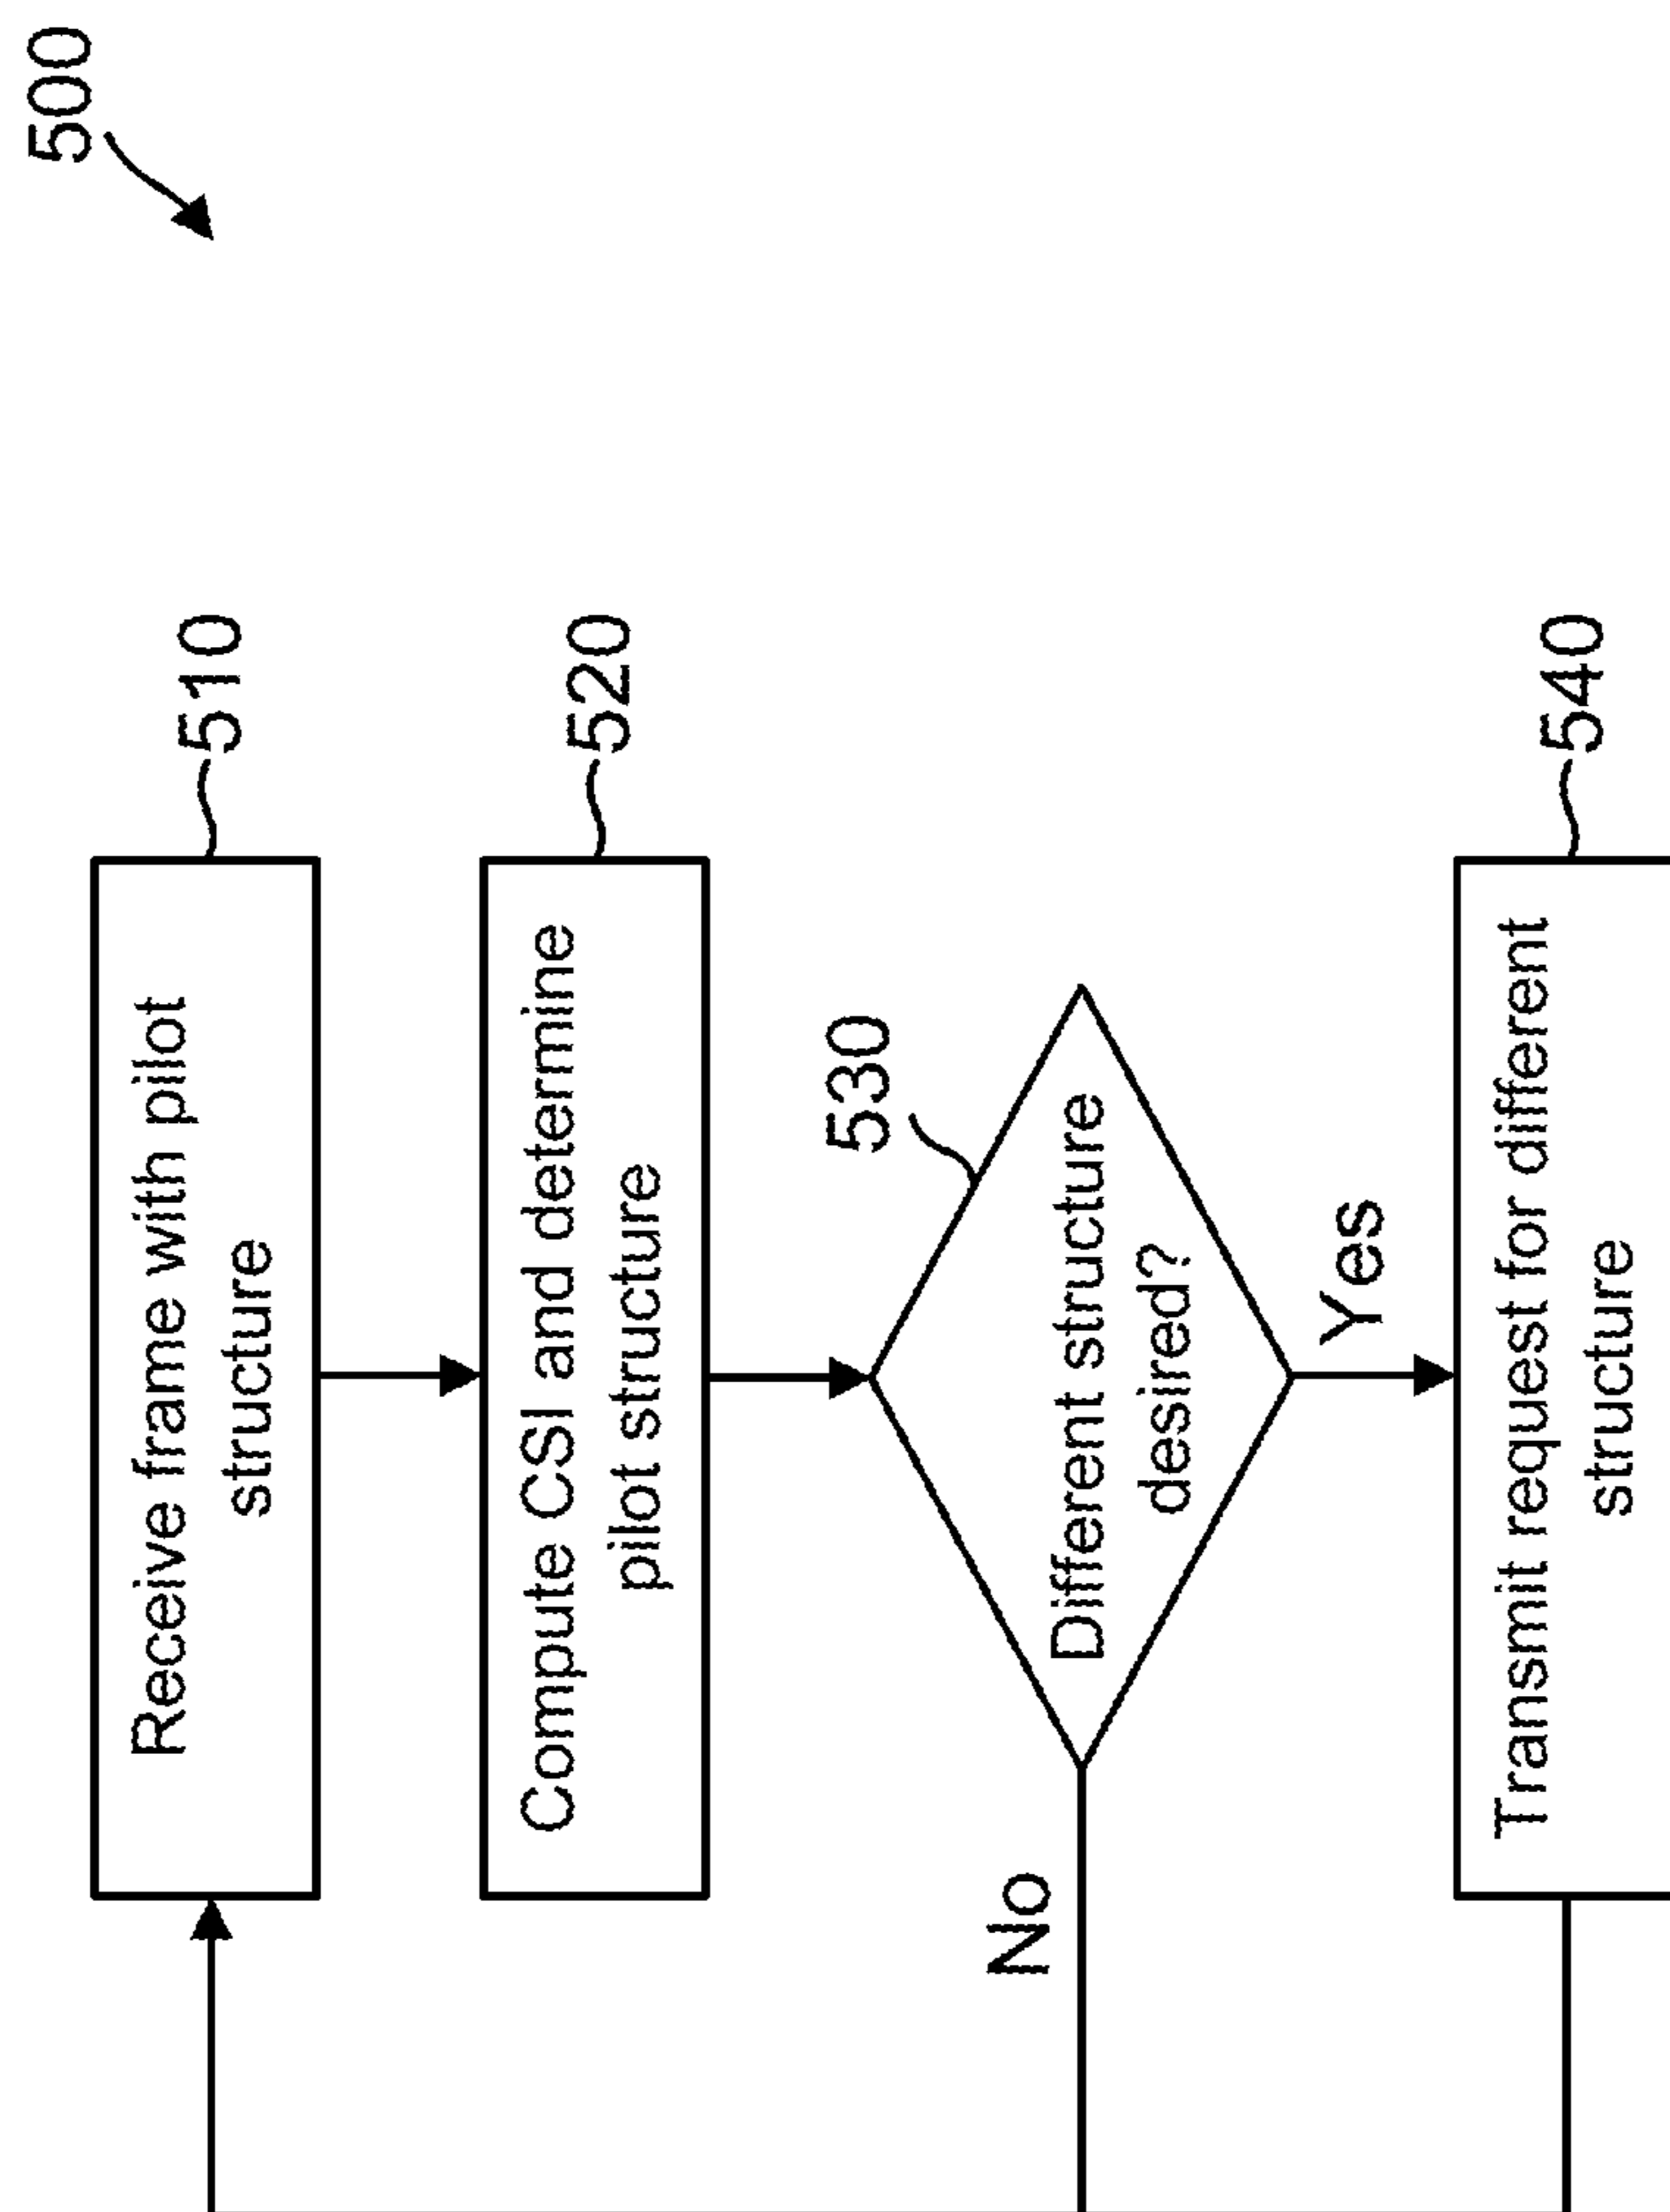 500
Receive frame with pilot
structure
510
Compute CSI and determine
pilot structure
520
530
Different structure
desired?
No
Yes
Transmit request for different
structure
540